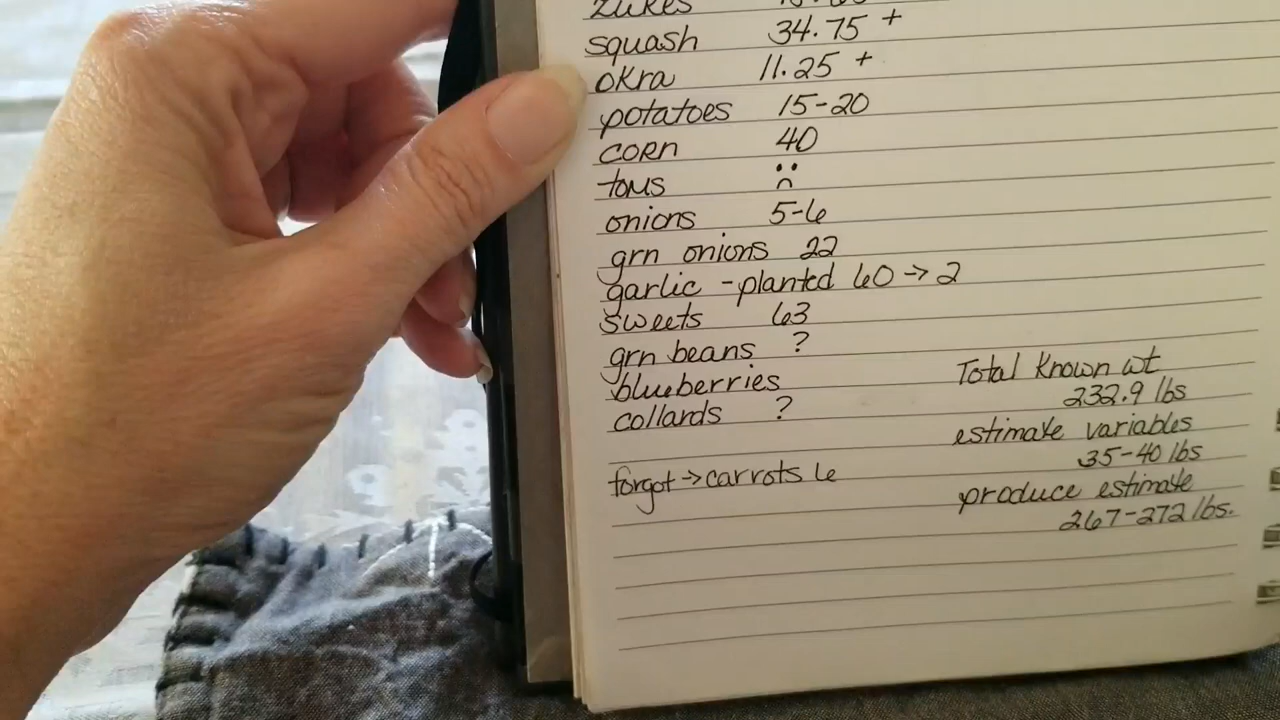 zukes
squash 34.75 +
okra 11.25 +
potatoes 15-20
CORN 40
toms
onions 5-6
grn onions 22
garlic - planted 60 → 2
sweets 63
grn beans ?
blueberries
collards ?
forgot → carrots 6
Total Known wt
232.9 lbs
estimate variables
35-40 lbs
produce estimate
267-272 lbs.